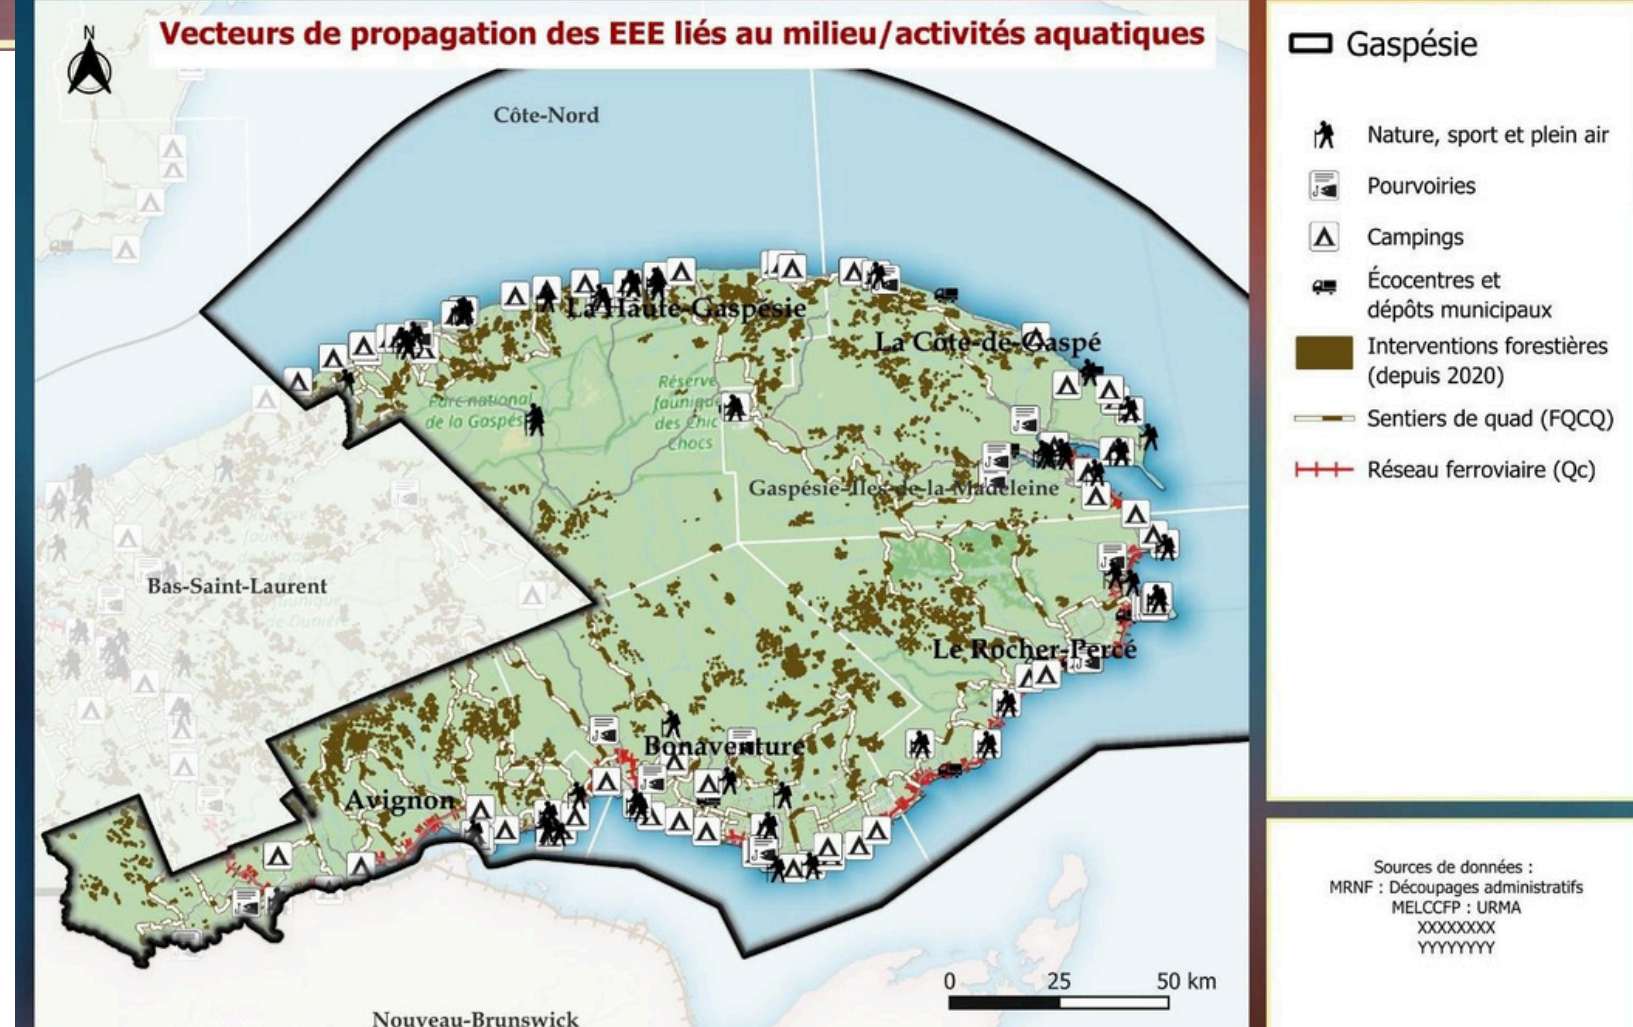 Vecteurs de propagation des EEE liés au milieu/activités aquatiques
N
Côte-Nord
La Haute-Gaspésie
La Côte-de-Gaspé
Parc national
de la Gaspés
Réserve
faunique
des Chic
Chocs
Gaspésie-Îles-de-la-Madeleine
Bas-Saint-Laurent
faunique
de Dunière
Le Rocher-Percé
Bonaventure
Avignon
0 25 50 km
Nouveau-Brunswick
Gaspésie
Nature, sport et plein air
Pourvoiries
Campings
Écocentres et
dépôts municipaux
Interventions forestières
(depuis 2020)
Sentiers de quad (FQCQ)
Réseau ferroviaire (Qc)
Sources de données :
MRNF : Découpages administratifs
MELCCFP : URMA
XXXXXXXX
YYYYYYYY